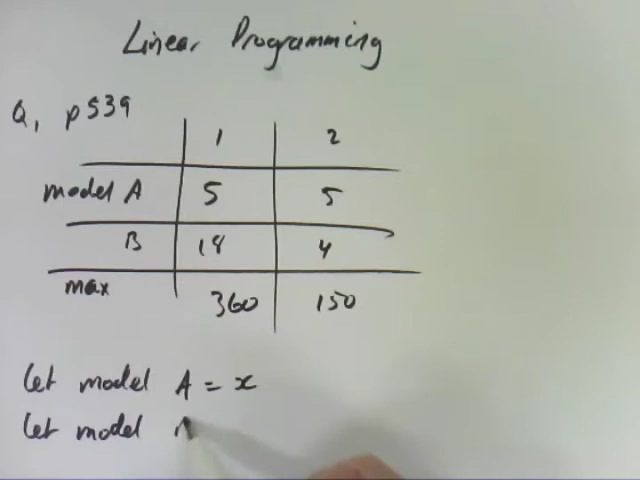 Linear Programming
Q, p539
1 2
model A 5 5
B 18 4
max 360 150
Let model A = x
Let model